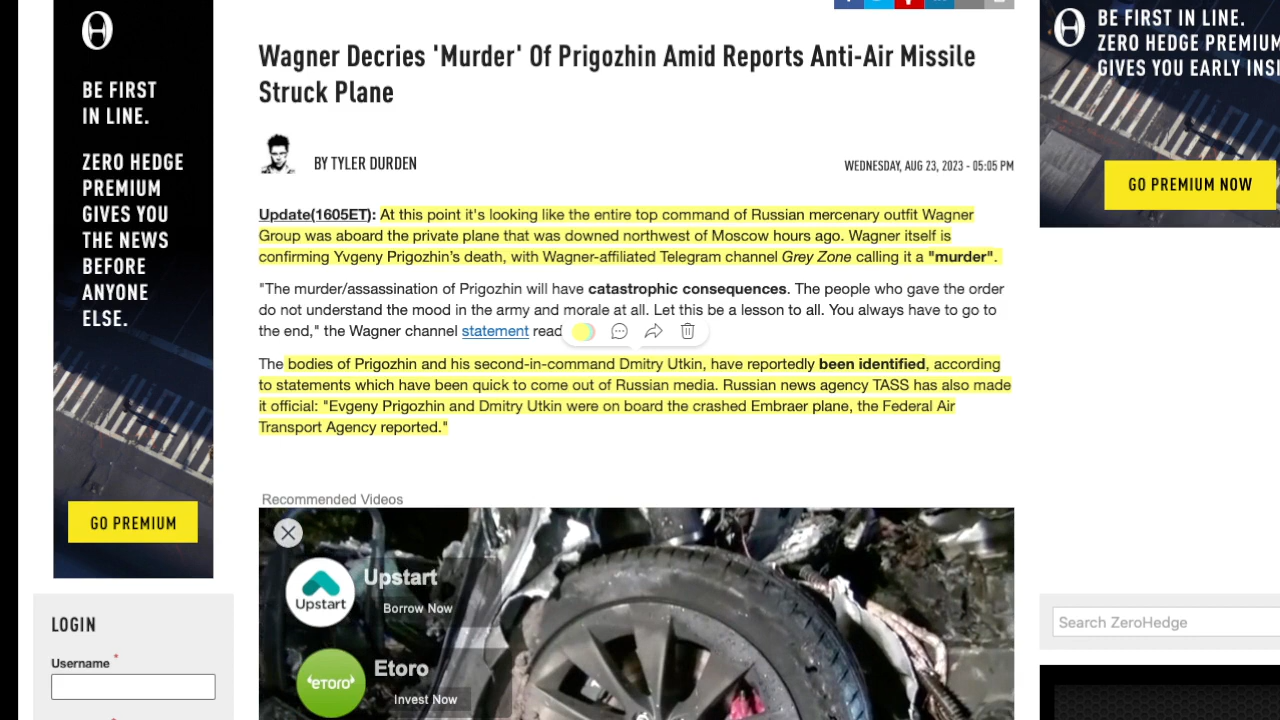 BE FIRST
IN LINE.
ZERO HEDGE
PREMIUM
GIVES YOU
THE NEWS
BEFORE
ANYONE
ELSE.
GO PREMIUM
LOGIN
Username *
Wagner Decries 'Murder' Of Prigozhin Amid Reports Anti-Air Missile
Struck Plane
BY TYLER DURDEN
WEDNESDAY, AUG 23, 2023 - 05:05 PM
Update(1605ET): At this point it's looking like the entire top command of Russian mercenary outfit Wagner
Group was aboard the private plane that was downed northwest of Moscow hours ago. Wagner itself is
confirming Yvgeny Prigozhin's death, with Wagner-affiliated Telegram channel Grey Zone calling it a "murder".
"The murder/assassination of Prigozhin will have catastrophic consequences. The people who gave the order
do not understand the mood in the army and morale at all. Let this be a lesson to all. You always have to go to
the end," the Wagner channel statement read
The bodies of Prigozhin and his second-in-command Dmitry Utkin, have reportedly been identified, according
to statements which have been quick to come out of Russian media. Russian news agency TASS has also made
it official: "Evgeny Prigozhin and Dmitry Utkin were on board the crashed Embraer plane, the Federal Air
Transport Agency reported."
Recommended Videos
Upstart
Upstart
Borrow Now
eToro
Etoro
Invest Now
BE FIRST IN LINE.
ZERO HEDGE PREMIUM
GIVES YOU EARLY INSI
GO PREMIUM NOW
Search ZeroHedge